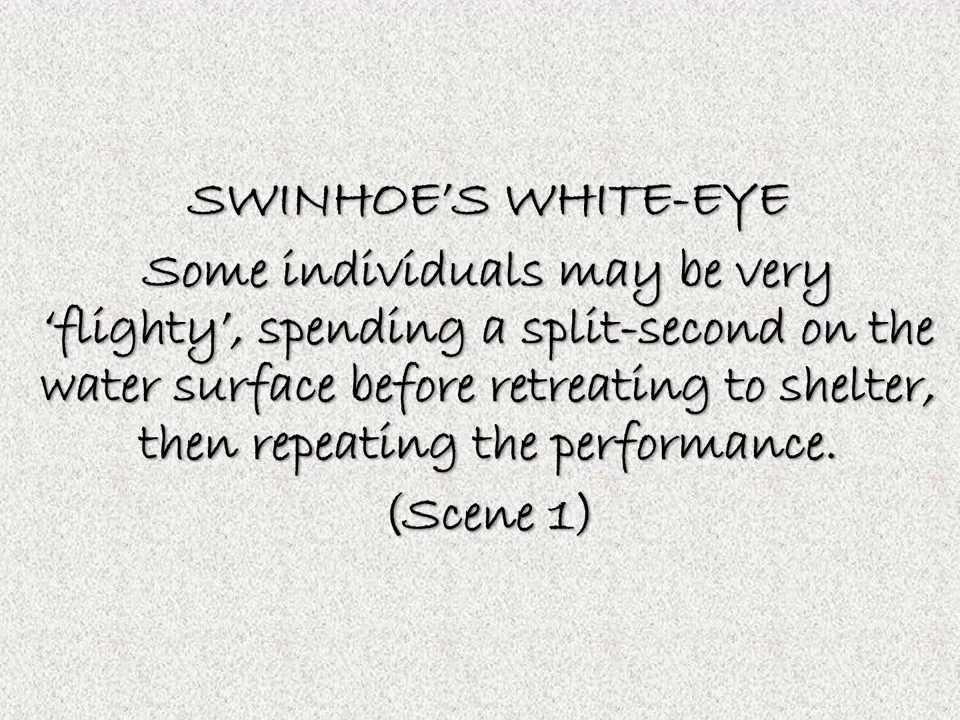 SWINHOE'S WHITE-EYE
Some individuals may be very
'flighty', spending a split-second on the
water surface before retreating to shelter,
then repeating the performance.
(Scene 1)